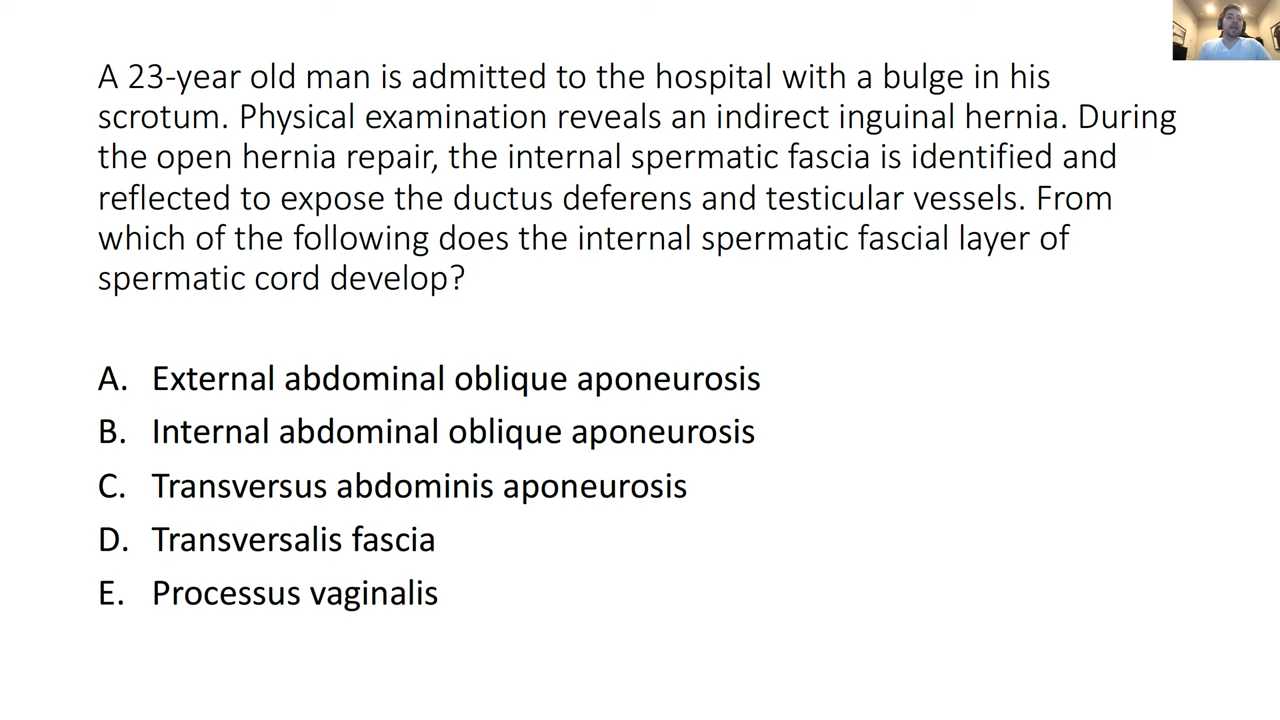 A 23-year old man is admitted to the hospital with a bulge in his
scrotum. Physical examination reveals an indirect inguinal hernia. During
the open hernia repair, the internal spermatic fascia is identified and
reflected to expose the ductus deferens and testicular vessels. From
which of the following does the internal spermatic fascial layer of
spermatic cord develop?
A. External abdominal oblique aponeurosis
B. Internal abdominal oblique aponeurosis
C. Transversus abdominis aponeurosis
D. Transversalis fascia
E. Processus vaginalis